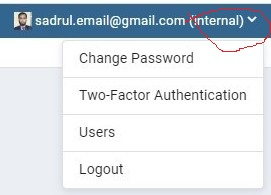 sadrul.email@gmail.com (internal)
Change Password
Two-Factor Authentication
Users
Logout